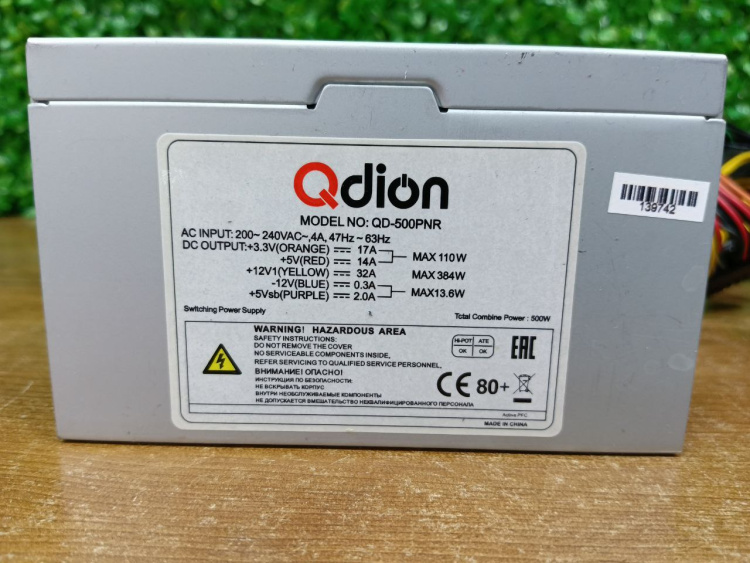 Qdion
MODEL NO: QD-500PNR
AC INPUT: 200~ 240VAC~,4A, 47Hz ~ 63Hz
DC OUTPUT:+3.3V(ORANGE) 17A
+5V(RED) 14A MAX 110W
+12V1(YELLOW) 32A MAX 384W
-12V(BLUE) 0.3A
+5Vsb(PURPLE) 2.0A MAX13.6W
Switching Power Supply Total Combine Power : 500W
WARNING! HAZARDOUS AREA
SAFETY INSTRUCTIONS:
DO NOT REMOVE THE COVER
NO SERVICEABLE COMPONENTS INSIDE,
REFER SERVICING TO QUALIFIED SERVICE PERSONNEL.
ВНИМАНИЕ! ОПАСНО!
ИНСТРУКЦИЯ ПО БЕЗОПАСНОСТИ:
НЕ ВСКРЫВАТЬ КОРПУС
ВНУТРИ НЕОБСЛУЖИВАЕМЫЕ КОМПОНЕНТЫ
НЕ ДОПУСКАЕТСЯ ВМЕШАТЕЛЬСТВО НЕКВАЛИФИЦИРОВАННОГО ПЕРСОНАЛА
HI-POT ATE
OK OK
EAC
CE 80+
Active PFC
MADE IN CHINA
139742